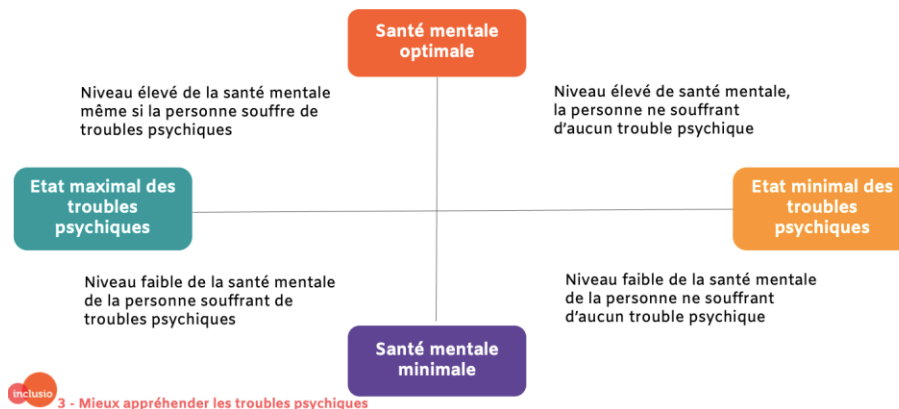 Santé mentale
optimale
Niveau élevé de la santé mentale
même si la personne souffre de
troubles psychiques
Niveau élevé de santé mentale,
la personne ne souffrant
d'aucun trouble psychique
Etat maximal des
troubles
psychiques
Etat minimal des
troubles
psychiques
Niveau faible de la santé mentale
de la personne souffrant de
troubles psychiques
Niveau faible de la santé mentale
de la personne ne souffrant
d'aucun trouble psychique
Santé mentale
minimale
inclusio
3 - Mieux appréhender les troubles psychiques